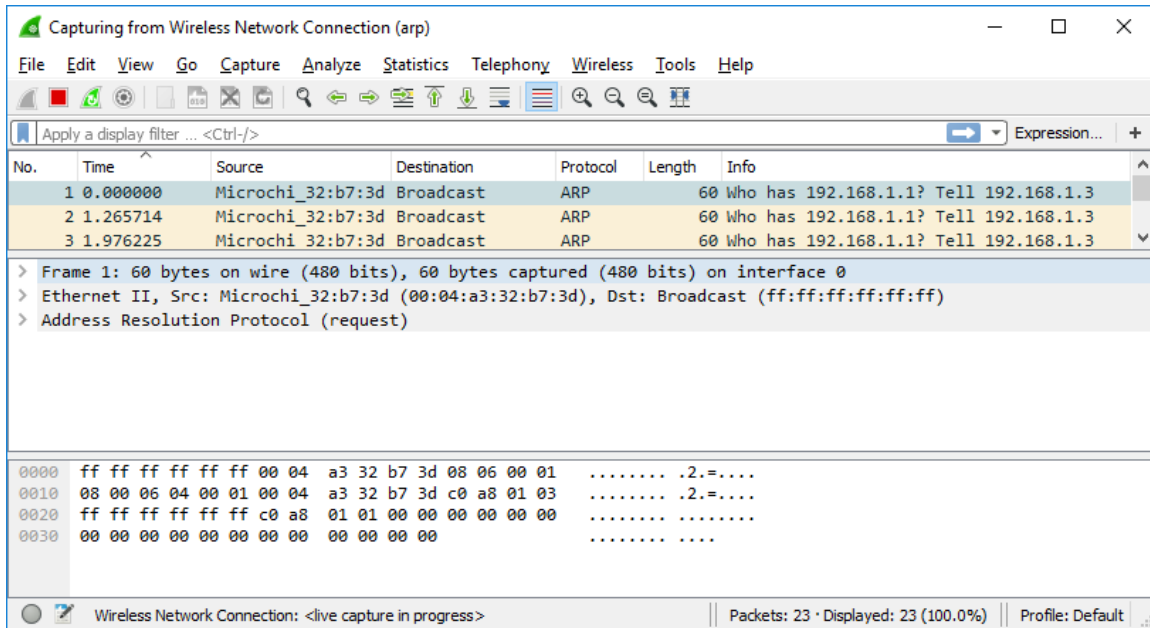 Capturing from Wireless Network Connection (arp)
File Edit View Go Capture Analyze Statistics Telephony Wireless Tools Help
Apply a display filter ... <Ctrl-/> Expression... +
No. Time Source Destination Protocol Length Info
1 0.000000 Microchi_32:b7:3d Broadcast ARP 60 Who has 192.168.1.1? Tell 192.168.1.3
2 1.265714 Microchi_32:b7:3d Broadcast ARP 60 Who has 192.168.1.1? Tell 192.168.1.3
3 1.976225 Microchi_32:b7:3d Broadcast ARP 60 Who has 192.168.1.1? Tell 192.168.1.3
> Frame 1: 60 bytes on wire (480 bits), 60 bytes captured (480 bits) on interface 0
> Ethernet II, Src: Microchi_32:b7:3d (00:04:a3:32:b7:3d), Dst: Broadcast (ff:ff:ff:ff:ff:ff)
> Address Resolution Protocol (request)
0000 ff ff ff ff ff ff 00 04 a3 32 b7 3d 08 06 00 01 ........ .2.=....
0010 08 00 06 04 00 01 00 04 a3 32 b7 3d c0 a8 01 03 ........ .2.=....
0020 ff ff ff ff ff ff c0 a8 01 01 00 00 00 00 00 00 ........ ........
0030 00 00 00 00 00 00 00 00 00 00 00 00 ........ ....
Wireless Network Connection: <live capture in progress> Packets: 23 · Displayed: 23 (100.0%) Profile: Default